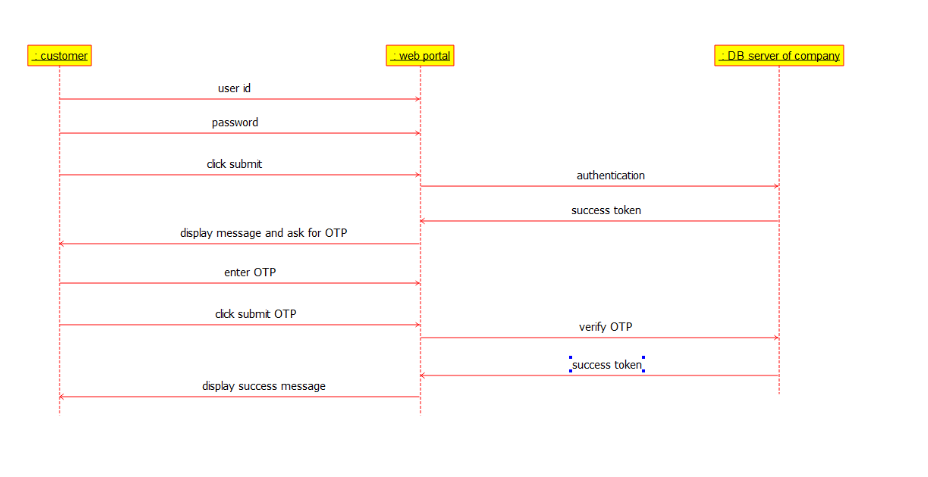 : customer
: web portal
: DB server of company
user id
password
click submit
authentication
success token
display message and ask for OTP
enter OTP
click submit OTP
verify OTP
success token
display success message